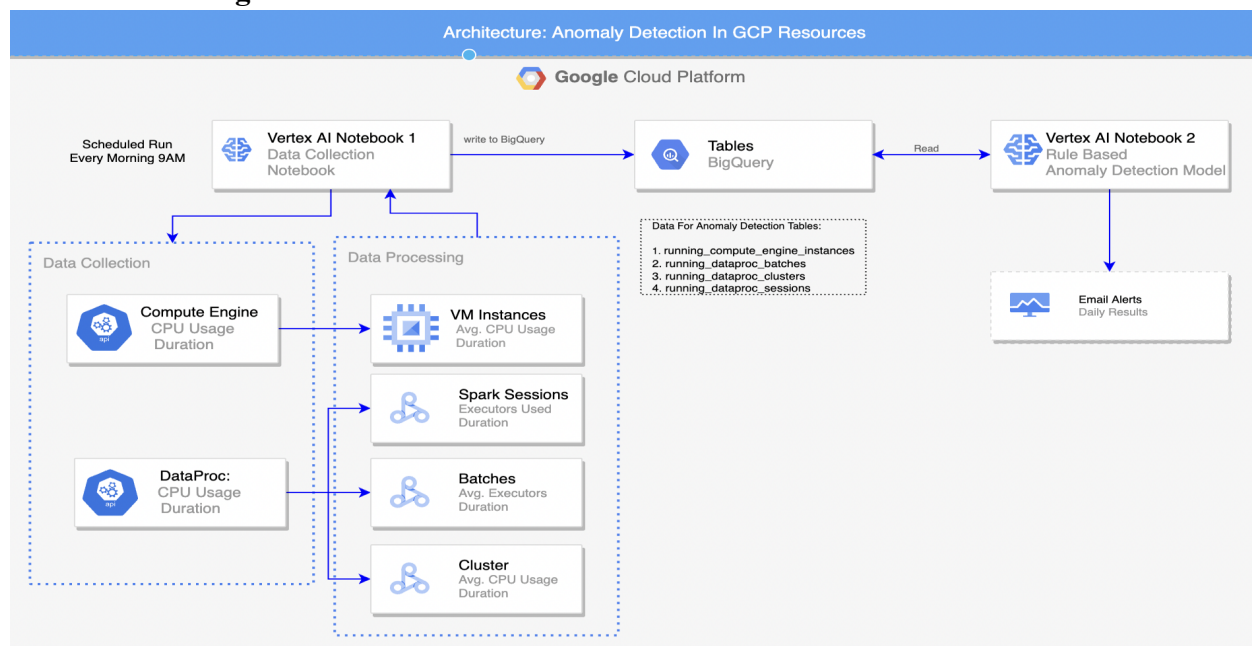 Architecture: Anomaly Detection In GCP Resources
Google Cloud Platform
Scheduled Run
Every Morning 9AM
Vertex AI Notebook 1
Data Collection
Notebook
write to BigQuery
Tables
BigQuery
Read
Vertex AI Notebook 2
Rule Based
Anomaly Detection Model
Data For Anomaly Detection Tables:
1. running_compute_engine_instances
2. running_dataproc_batches
3. running_dataproc_clusters
4. running_dataproc_sessions
Email Alerts
Daily Results
Data Collection
Compute Engine
CPU Usage
Duration
api
DataProc:
CPU Usage
Duration
api
Data Processing
VM Instances
Avg. CPU Usage
Duration
Spark Sessions
Executors Used
Duration
Batches
Avg. Executors
Duration
Cluster
Avg. CPU Usage
Duration